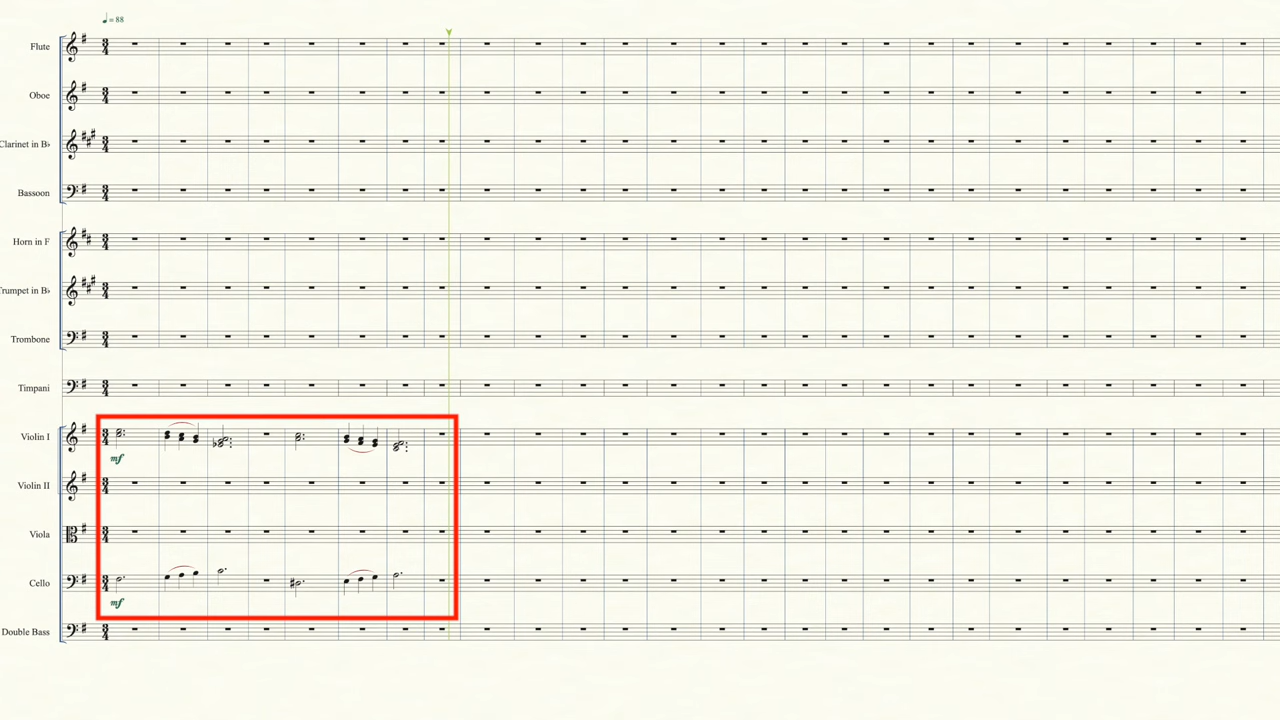 ♩= 88
Flute
Oboe
Clarinet in B♭
Bassoon
Horn in F
Trumpet in B♭
Trombone
Timpani
Violin I
mf
Violin II
Viola
Cello
mf
Double Bass